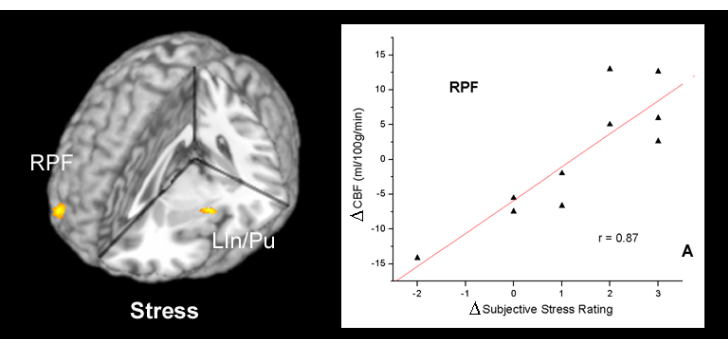 RPF
LIn/Pu
Stress
RPF
r = 0.87
A
15
10
5
0
-5
-10
-15
-2
-1
0
1
2
3
ΔCBF (ml/100g/min)
ΔSubjective Stress Rating